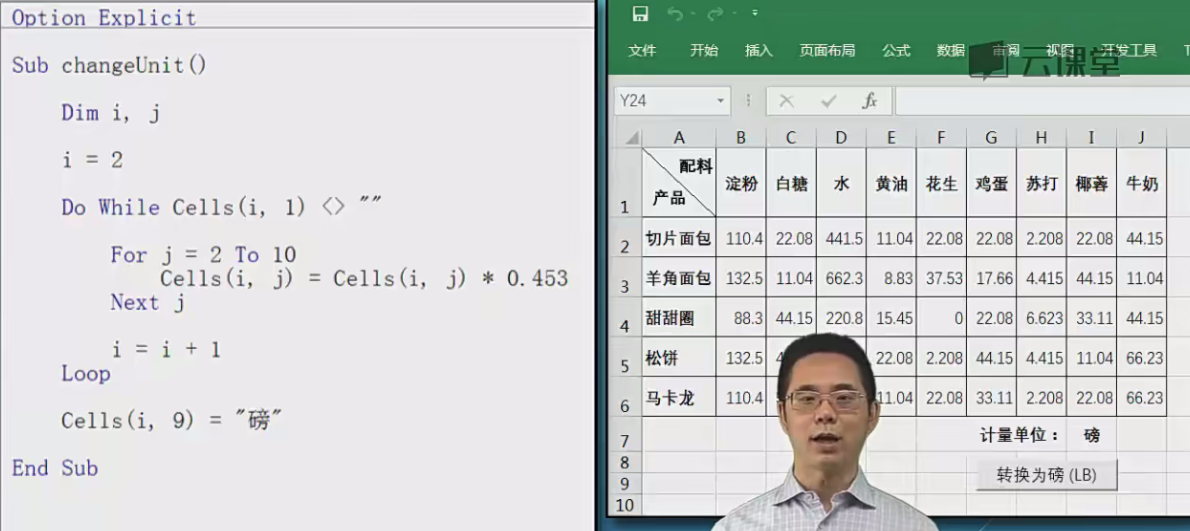 Option Explicit
Sub changeUnit()
Dim i, j
i = 2
Do While Cells(i, 1) <> ""
For j = 2 To 10
Cells(i, j) = Cells(i, j) * 0.453
Next j
i = i + 1
Loop
Cells(i, 9) = "磅"
End Sub
文件 开始 插入 页面布局 公式 数据 审阅 视图 开发工具 T
云课堂
Y24 fx
A B C D E F G H I J
配料
产品
1 淀粉 白糖 水 黄油 花生 鸡蛋 苏打 椰蓉 牛奶
2 切片面包 110.4 22.08 441.5 11.04 22.08 22.08 2.208 22.08 44.15
3 羊角面包 132.5 11.04 662.3 8.83 37.53 17.66 4.415 44.15 11.04
4 甜甜圈 88.3 44.15 220.8 15.45 0 22.08 6.623 33.11 44.15
5 松饼 132.5 22.08 2.208 44.15 4.415 11.04 66.23
6 马卡龙 110.4 11.04 22.08 33.11 2.208 22.08 66.23
7 计量单位： 磅
8 转换为磅 (LB)
9
10